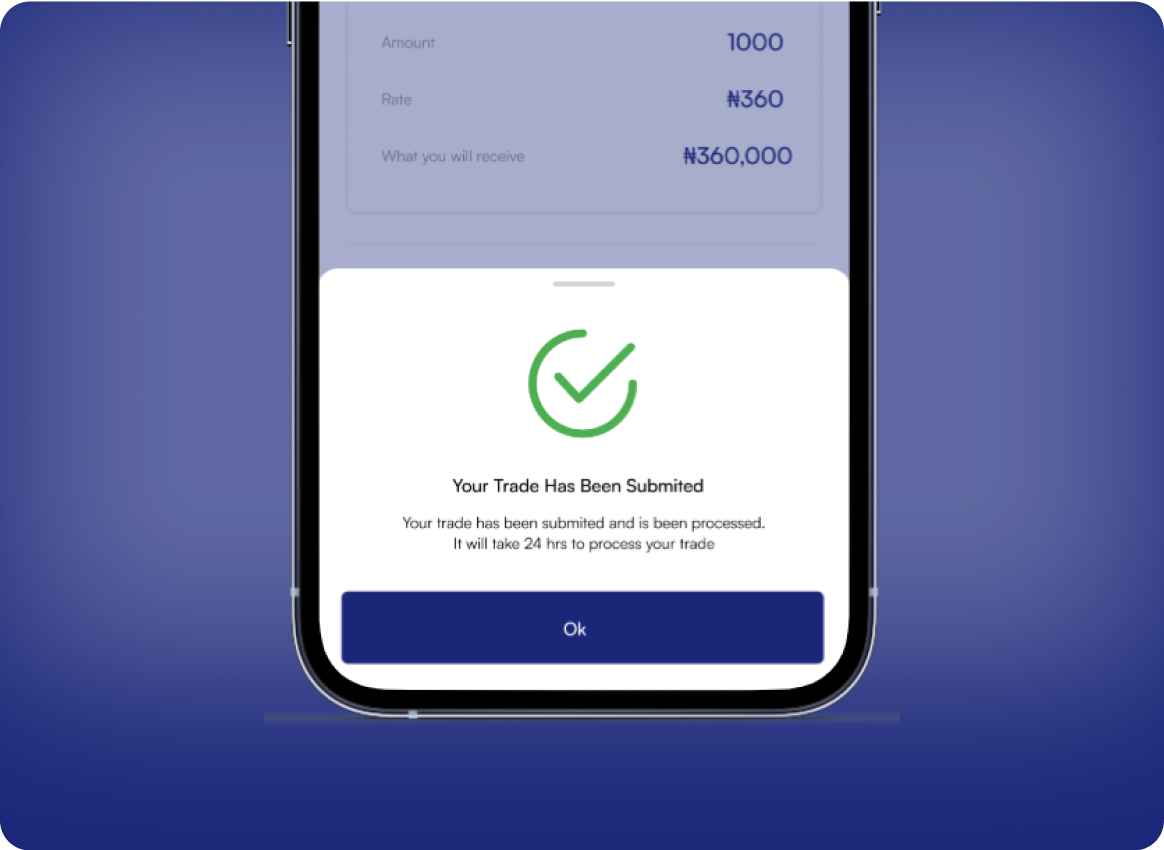 Amount 1000
Rate ₦360
What you will receive ₦360,000
Your Trade Has Been Submited
Your trade has been submited and is been processed.
It will take 24 hrs to process your trade
Ok